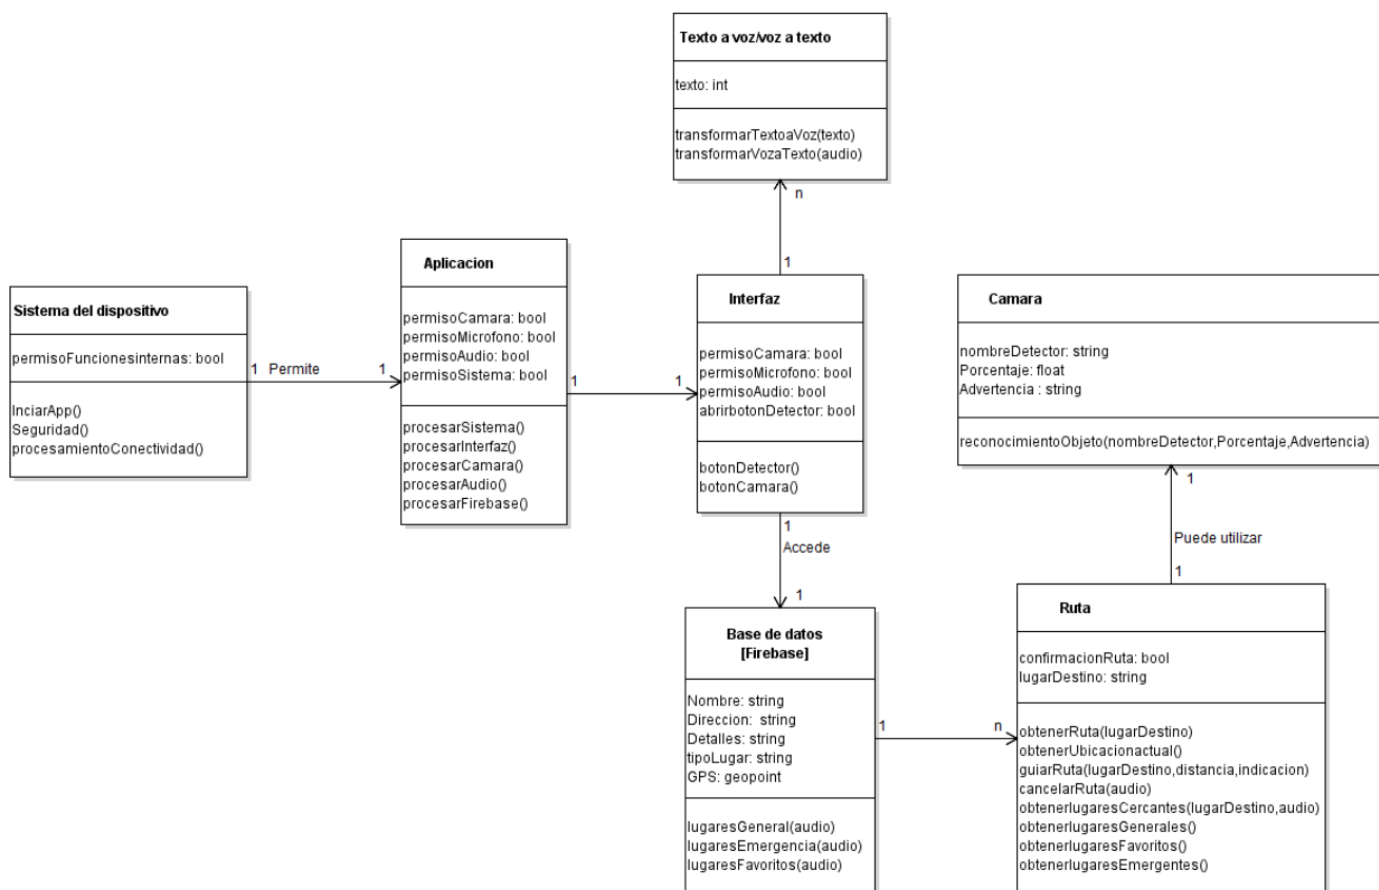 Texto a voz/voz a texto
texto: int
transformarTextoaVoz(texto)
transformarVozaTexto(audio)
n
1
Sistema del dispositivo
permisoFuncionesinternas: bool
InciarApp()
Seguridad()
procesamientoConectividad()
1 Permite 1
Aplicacion
permisoCamara: bool
permisoMicrofono: bool
permisoAudio: bool
permisoSistema: bool
procesarSistema()
procesarInterfaz()
procesarCamara()
procesarAudio()
procesarFirebase()
1 1
Interfaz
permisoCamara: bool
permisoMicrofono: bool
permisoAudio: bool
abrirbotonDetector: bool
botonDetector()
botonCamara()
1
Accede
1
Camara
nombreDetector: string
Porcentaje: float
Advertencia : string
reconocimientoObjeto(nombreDetector,Porcentaje,Advertencia)
1
Puede utilizar
1
Base de datos
[Firebase]
Nombre: string
Direccion: string
Detalles: string
tipoLugar: string
GPS: geopoint
lugaresGeneral(audio)
lugaresEmergencia(audio)
lugaresFavoritos(audio)
1 n
Ruta
confirmacionRuta: bool
lugarDestino: string
obtenerRuta(lugarDestino)
obtenerUbicacionactual()
guiarRuta(lugarDestino,distancia,indicacion)
cancelarRuta(audio)
obtenerlugaresCercantes(lugarDestino,audio)
obtenerlugaresGenerales()
obtenerlugaresFavoritos()
obtenerlugaresEmergentes()